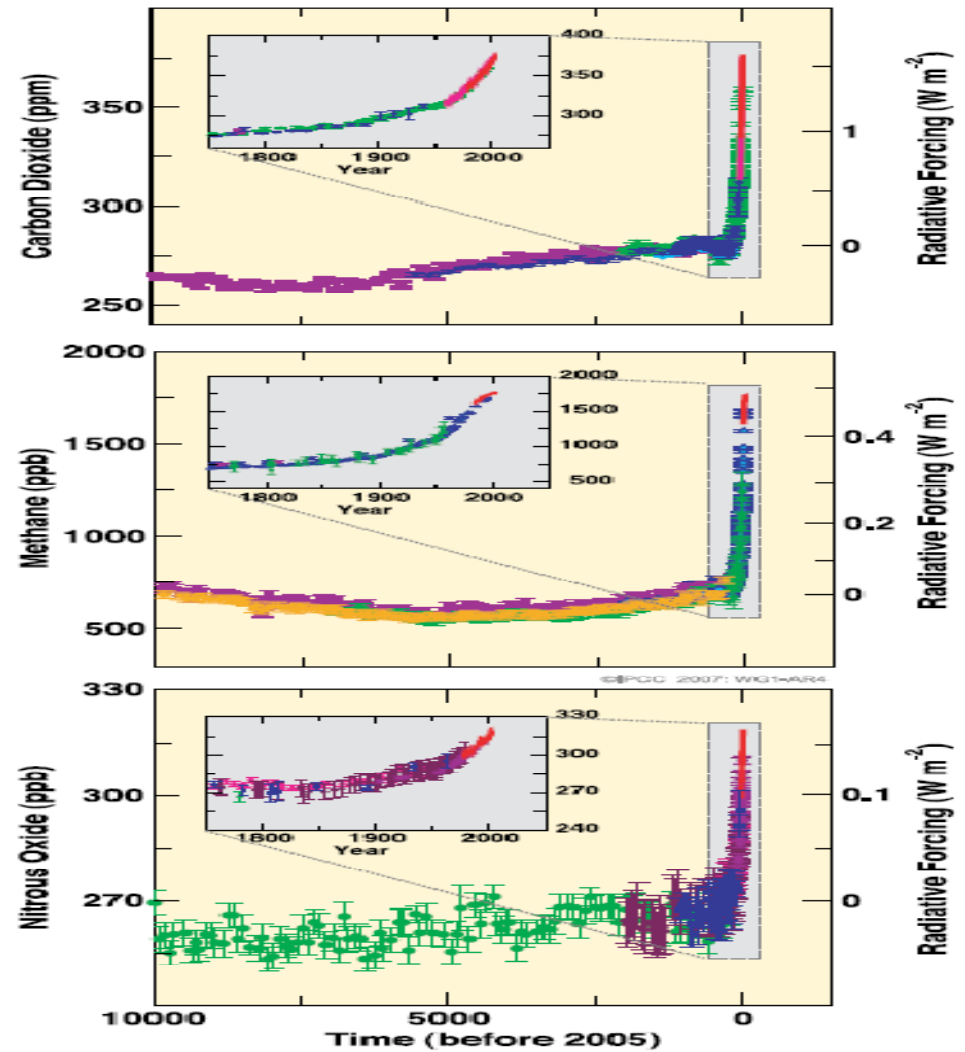 Carbon Dioxide (ppm)
350
300
250
400
350
300
1800 1900 2000
Year
1
0
Radiative Forcing (W m-2)
Methane (ppb)
2000
1500
1000
500
2000
1500
1000
500
1800 1900 2000
Year
0.4
0.2
0
Radiative Forcing (W m-2)
©IPCC 2007: WG1-AR4
Nitrous Oxide (ppb)
330
300
270
330
300
270
240
1800 1900 2000
Year
0.1
0
Radiative Forcing (W m-2)
10000 5000 0
Time (before 2005)